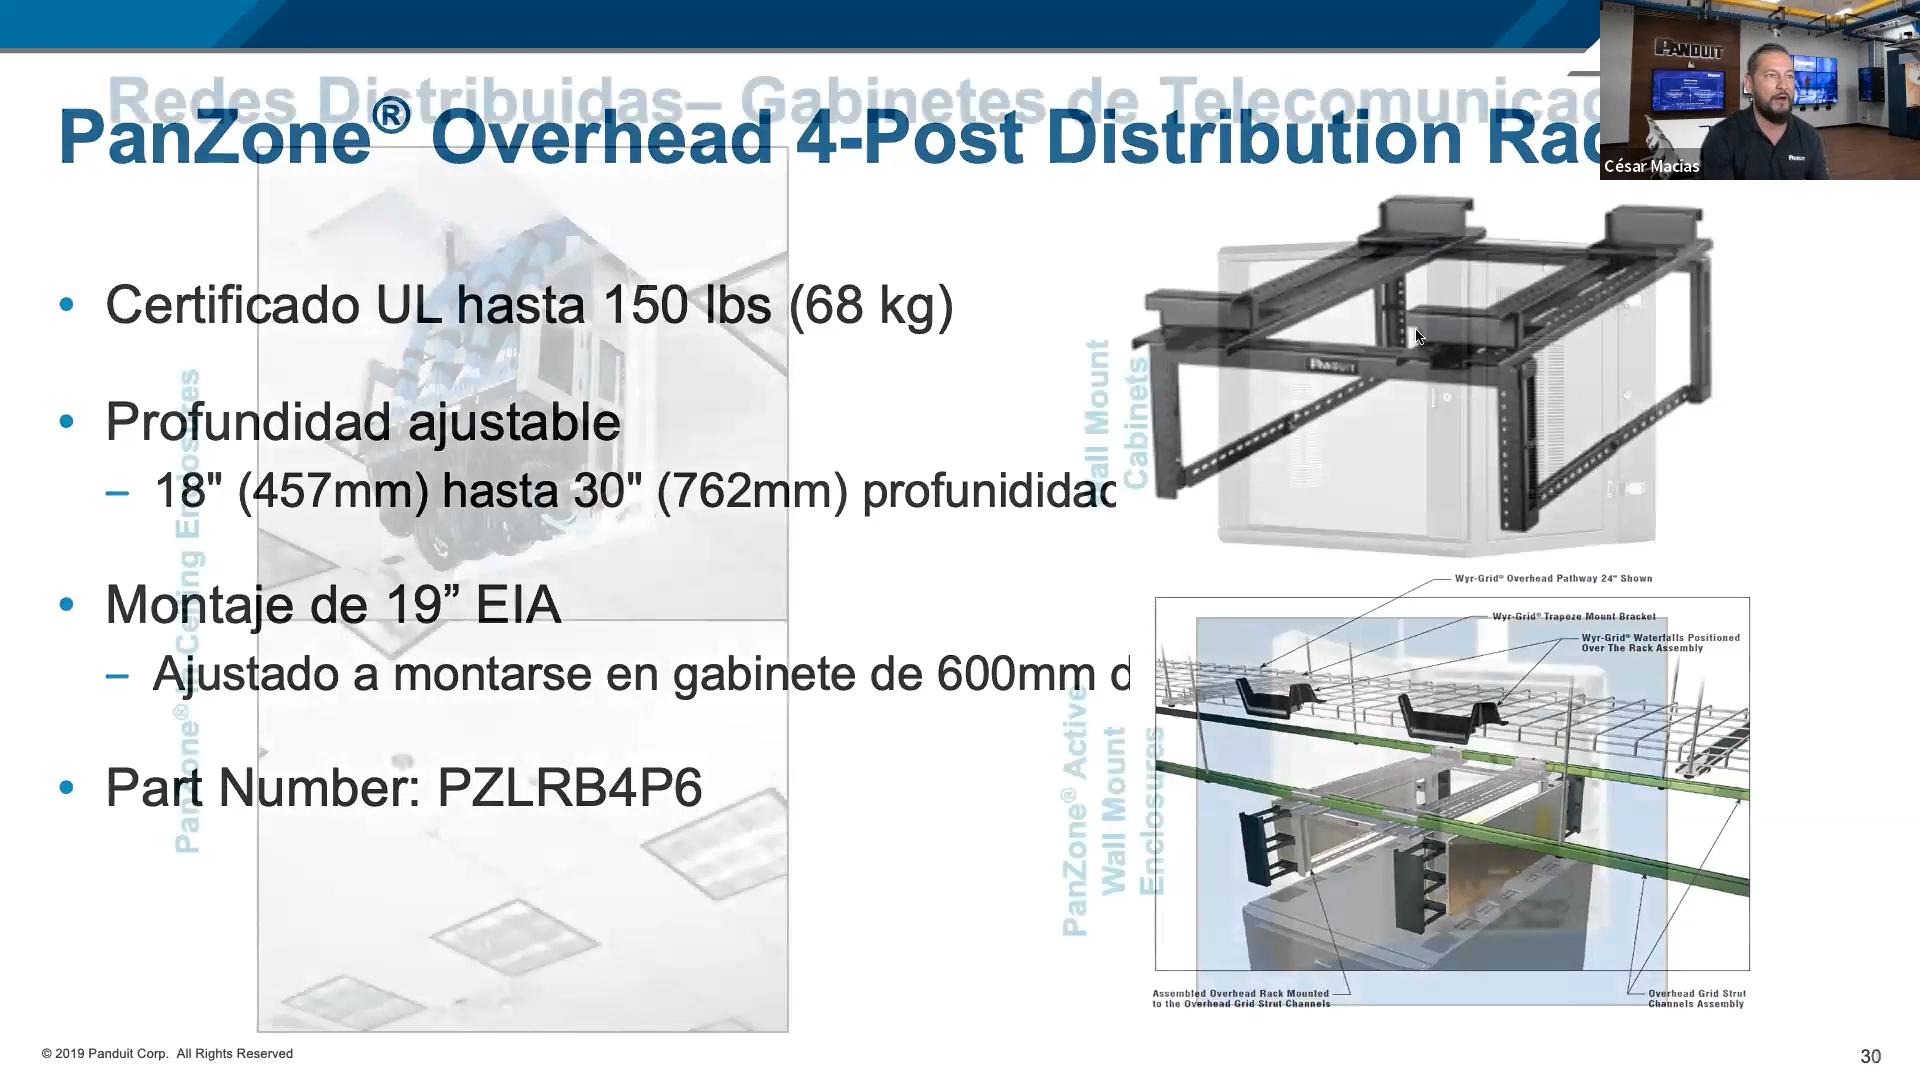 Redes Distribuidas– Gabinetes de
PanZone® Overhead 4-Post Distribution
PANDUIT
César Macias
• Certificado UL hasta 150 lbs (68 kg)
• Profundidad ajustable
– 18" (457mm) hasta 30" (762mm)
• Montaje de 19” EIA
– Ajustado a montarse en gabinete de 600mm
• Part Number: PZLRB4P6
PanZone® In-Ceiling Enclosures
Wall Mount
Cabinets
PANDUIT
PanZone® Active
Wall Mount
Enclosures
Wyr-Grid® Overhead Pathway 24" Shown
Wyr-Grid® Trapeze Mount Bracket
Wyr-Grid® Waterfalls Positioned
Over The Rack Assembly
Assembled Overhead Rack Mounted
to the Overhead Grid Strut Channels
Overhead Grid Strut
Channels Assembly
© 2019 Panduit Corp. All Rights Reserved
30